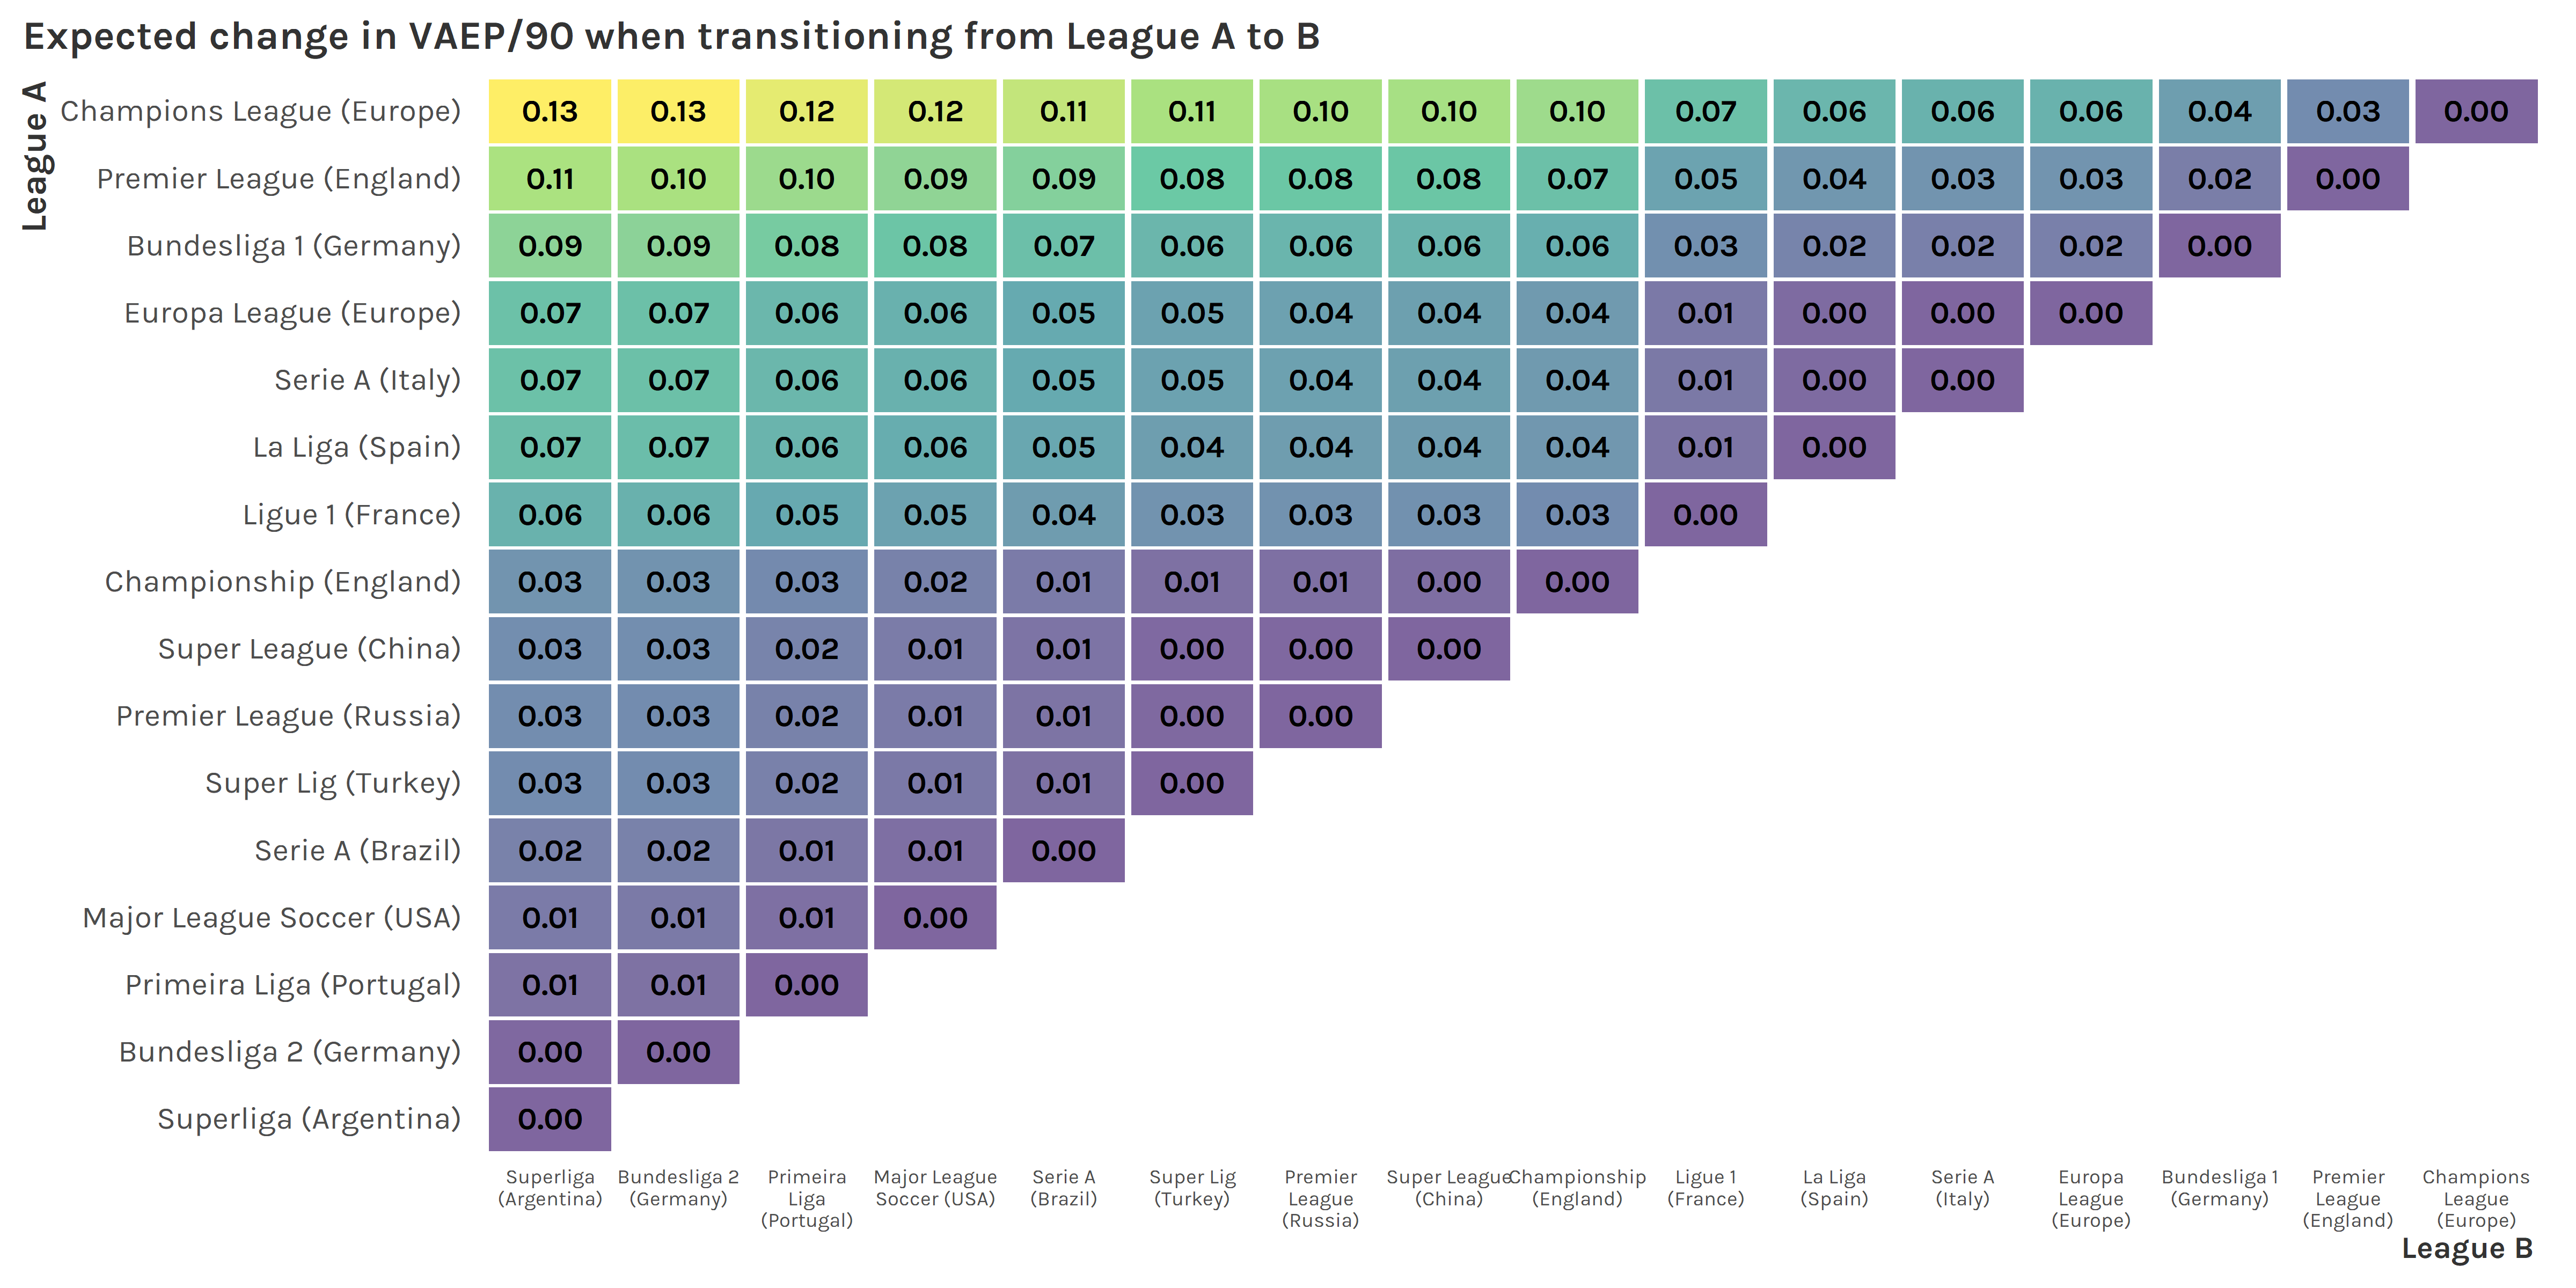 Expected change in VAEP/90 when transitioning from League A to B
League A
Champions League (Europe) 0.13 0.13 0.12 0.12 0.11 0.11 0.10 0.10 0.10 0.07 0.06 0.06 0.06 0.04 0.03 0.00
Premier League (England) 0.11 0.10 0.10 0.09 0.09 0.08 0.08 0.08 0.07 0.05 0.04 0.03 0.03 0.02 0.00
Bundesliga 1 (Germany) 0.09 0.09 0.08 0.08 0.07 0.06 0.06 0.06 0.06 0.03 0.02 0.02 0.02 0.00
Europa League (Europe) 0.07 0.07 0.06 0.06 0.05 0.05 0.04 0.04 0.04 0.01 0.00 0.00 0.00
Serie A (Italy) 0.07 0.07 0.06 0.06 0.05 0.05 0.04 0.04 0.04 0.01 0.00 0.00
La Liga (Spain) 0.07 0.07 0.06 0.06 0.05 0.04 0.04 0.04 0.04 0.01 0.00
Ligue 1 (France) 0.06 0.06 0.05 0.05 0.04 0.03 0.03 0.03 0.03 0.00
Championship (England) 0.03 0.03 0.03 0.02 0.01 0.01 0.01 0.00 0.00
Super League (China) 0.03 0.03 0.02 0.01 0.01 0.00 0.00 0.00
Premier League (Russia) 0.03 0.03 0.02 0.01 0.01 0.00 0.00
Super Lig (Turkey) 0.03 0.03 0.02 0.01 0.01 0.00
Serie A (Brazil) 0.02 0.02 0.01 0.01 0.00
Major League Soccer (USA) 0.01 0.01 0.01 0.00
Primeira Liga (Portugal) 0.01 0.01 0.00
Bundesliga 2 (Germany) 0.00 0.00
Superliga (Argentina) 0.00
Superliga
(Argentina)
Bundesliga 2
(Germany)
Primeira
Liga
(Portugal)
Major League
Soccer (USA)
Serie A
(Brazil)
Super Lig
(Turkey)
Premier
League
(Russia)
Super League
(China)
Championship
(England)
Ligue 1
(France)
La Liga
(Spain)
Serie A
(Italy)
Europa
League
(Europe)
Bundesliga 1
(Germany)
Premier
League
(England)
Champions
League
(Europe)
League B